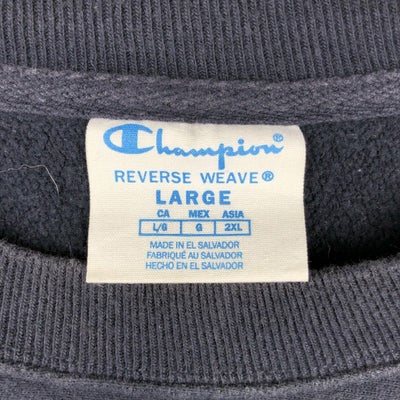 Champion
REVERSE WEAVE®
LARGE
CA MEX ASIA
L/G G 2XL
MADE IN EL SALVADOR
FABRIQUÉ AU SALVADOR
HECHO EN EL SALVADOR